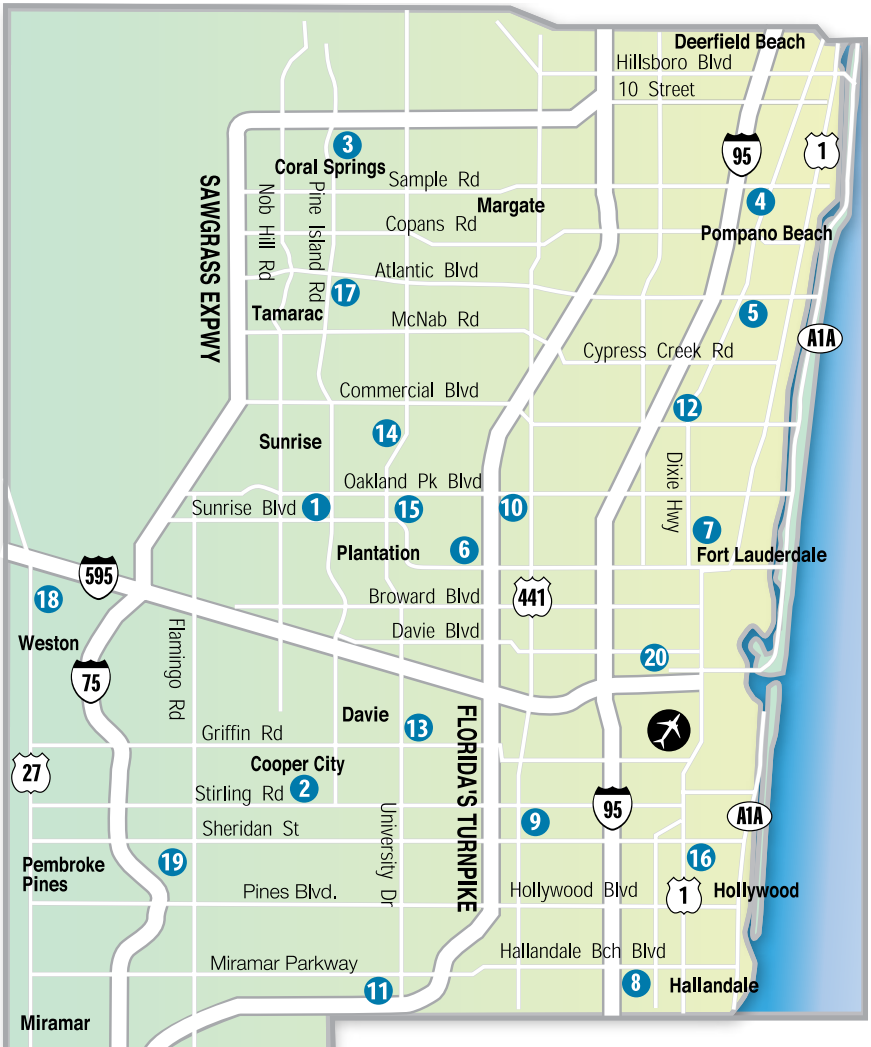 Deerfield Beach
Hillsboro Blvd
10 Street
3
Coral Springs
95
1
Sample Rd
4
Margate
SAWGRASS EXPWY
Nob Hill Rd
Pine Island Rd
Copans Rd
Pompano Beach
Atlantic Blvd
17
Tamarac
5
McNab Rd
A1A
Cypress Creek Rd
Commercial Blvd
12
14
Sunrise
Dixie Hwy
Oakland Pk Blvd
Sunrise Blvd
1
15
10
7
Plantation
6
Fort Lauderdale
595
18
Broward Blvd
441
Weston
Flamingo Rd
Davie Blvd
20
75
Davie
13
FLORIDA'S TURNPIKE
Griffin Rd
27
Cooper City
2
Stirling Rd
University Dr
95
A1A
Sheridan St
9
Pembroke
Pines
19
16
Pines Blvd.
Hollywood Blvd
1
Hollywood
Hallandale Bch Blvd
Miramar Parkway
11
8
Hallandale
Miramar